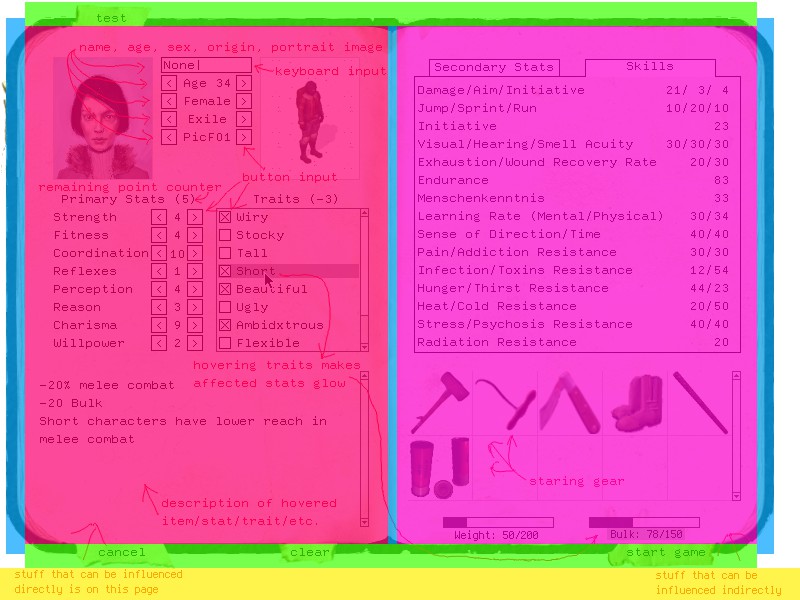 test
name, age, sex, origin, portrait image
None
keyboard input
< Age 34 >
< Female >
< Exile >
< PicF01 >
button input
remaining point counter
Primary Stats (5)
Strength < 4 >
Fitness < 4 >
Coordination < 10 >
Reflexes < 1 >
Perception < 4 >
Reason < 3 >
Charisma < 9 >
Willpower < 2 >
Traits (-3)
Wiry
Stocky
Tall
Short
Beautiful
Ugly
Ambidxtrous
Flexible
hovering traits makes
affected stats glow
-20% melee combat
-20 Bulk
Short characters have lower reach in
melee combat
description of hovered
item/stat/trait/etc.
cancel
clear
stuff that can be influenced
directly is on this page
Secondary Stats
Skills
Damage/Aim/Initiative 21/ 3/ 4
Jump/Sprint/Run 10/20/10
Initiative 23
Visual/Hearing/Smell Acuity 30/30/30
Exhaustion/Wound Recovery Rate 20/30
Endurance 83
Menschenkenntnis 33
Learning Rate (Mental/Physical) 30/34
Sense of Direction/Time 40/40
Pain/Addiction Resistance 30/30
Infection/Toxins Resistance 12/54
Hunger/Thirst Resistance 44/23
Heat/Cold Resistance 20/50
Stress/Psychosis Resistance 40/40
Radiation Resistance 20
staring gear
Weight: 50/200
Bulk: 78/150
start game
stuff that can be
influenced indirectly